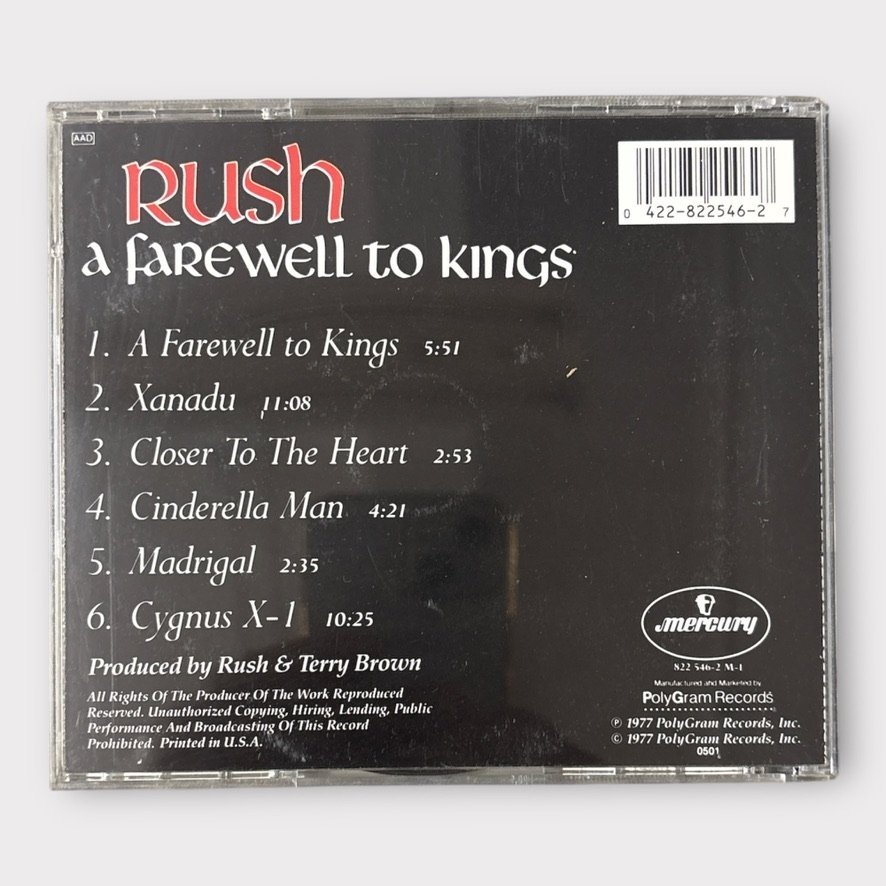 AAD
Rush
a farewell to kings
0 422-822546-2 7
1. A Farewell to Kings 5:51
2. Xanadu 11:08
3. Closer To The Heart 2:53
4. Cinderella Man 4:21
5. Madrigal 2:35
6. Cygnus X-1 10:25
Produced by Rush & Terry Brown
All Rights Of The Producer Of The Work Reproduced
Reserved. Unauthorized Copying, Hiring, Lending, Public
Performance And Broadcasting Of This Record
Prohibited. Printed in U.S.A.
mercury
822 546-2 M-1
Manufactured and Marketed by
PolyGram Records
℗ 1977 PolyGram Records, Inc.
© 1977 PolyGram Records, Inc.
0501